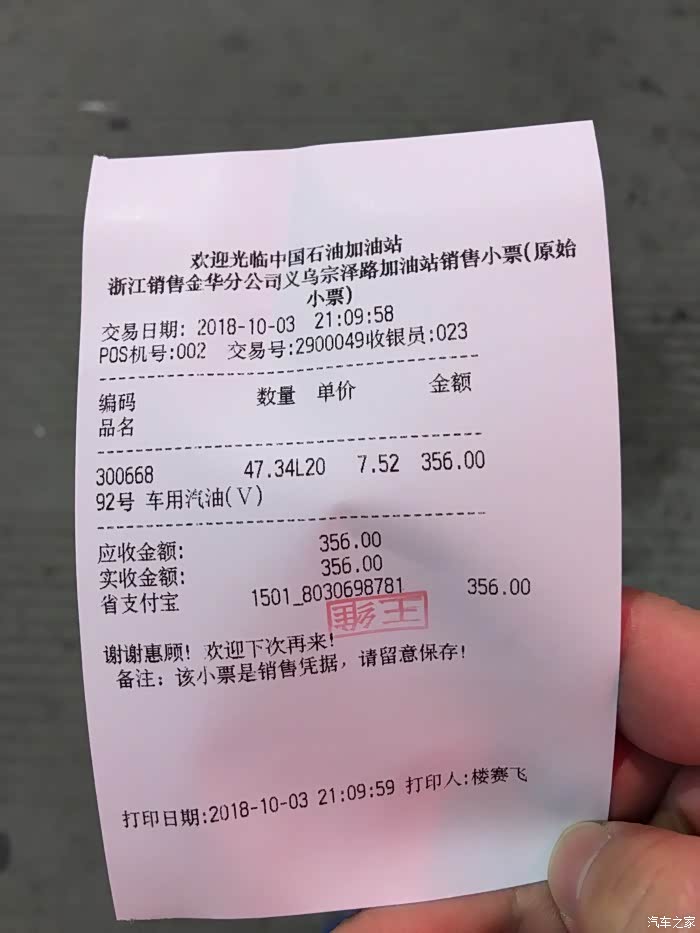 欢迎光临中国石油加油站
浙江销售金华分公司义乌宗泽路加油站销售小票(原始
小票)
交易日期: 2018-10-03 21:09:58
POS机号:002 交易号:2900049收银员:023
编码 数量 单价 金额
品名
300668 47.34L20 7.52 356.00
92号 车用汽油(Ⅴ)
应收金额: 356.00
实收金额: 356.00
省支付宝 1501_8030698781 356.00
谢谢惠顾! 欢迎下次再来!
备注: 该小票是销售凭据, 请留意保存!
打印日期:2018-10-03 21:09:59 打印人:楼赛飞
汽车之家